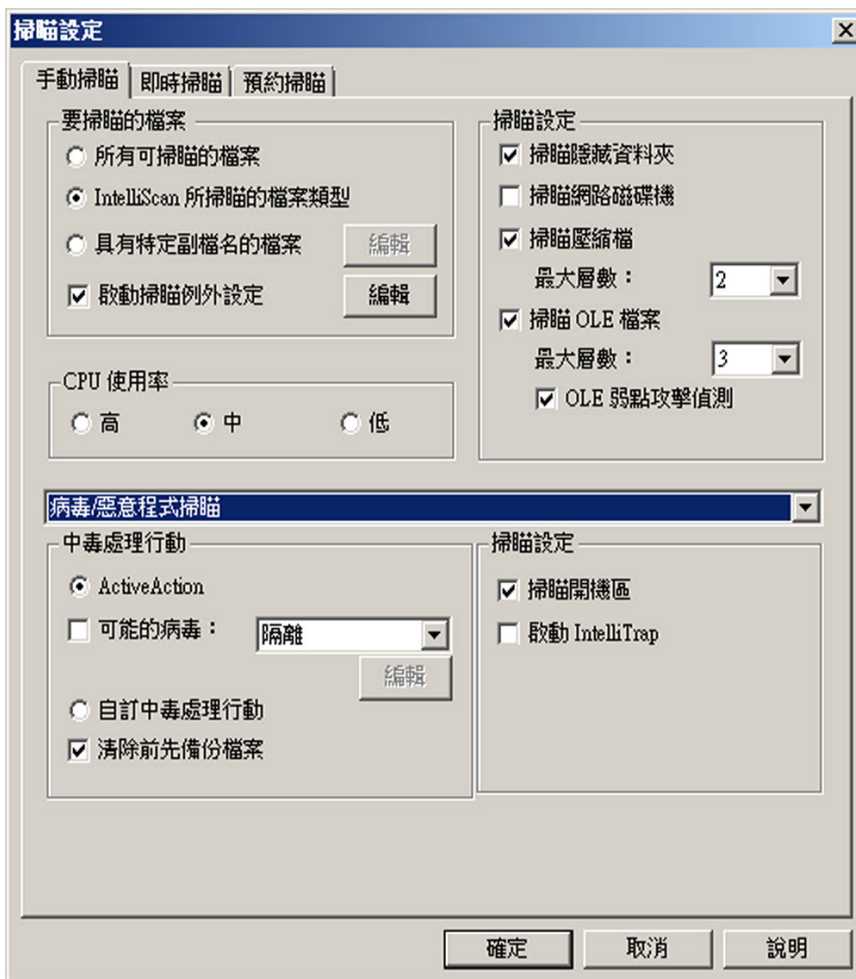 掃瞄設定
手動掃瞄
即時掃瞄
預約掃瞄
要掃瞄的檔案
所有可掃瞄的檔案
IntelliScan 所掃瞄的檔案類型
具有特定副檔名的檔案
編輯
啟動掃瞄例外設定
編輯
CPU 使用率
高
中
低
掃瞄設定
掃瞄隱藏資料夾
掃瞄網路磁碟機
掃瞄壓縮檔
最大層數：
2
掃瞄 OLE 檔案
最大層數：
3
OLE 弱點攻擊偵測
病毒/惡意程式掃瞄
中毒處理行動
ActiveAction
可能的病毒：
隔離
編輯
自訂中毒處理行動
清除前先備份檔案
掃瞄設定
掃瞄開機區
啟動 IntelliTrap
確定
取消
說明